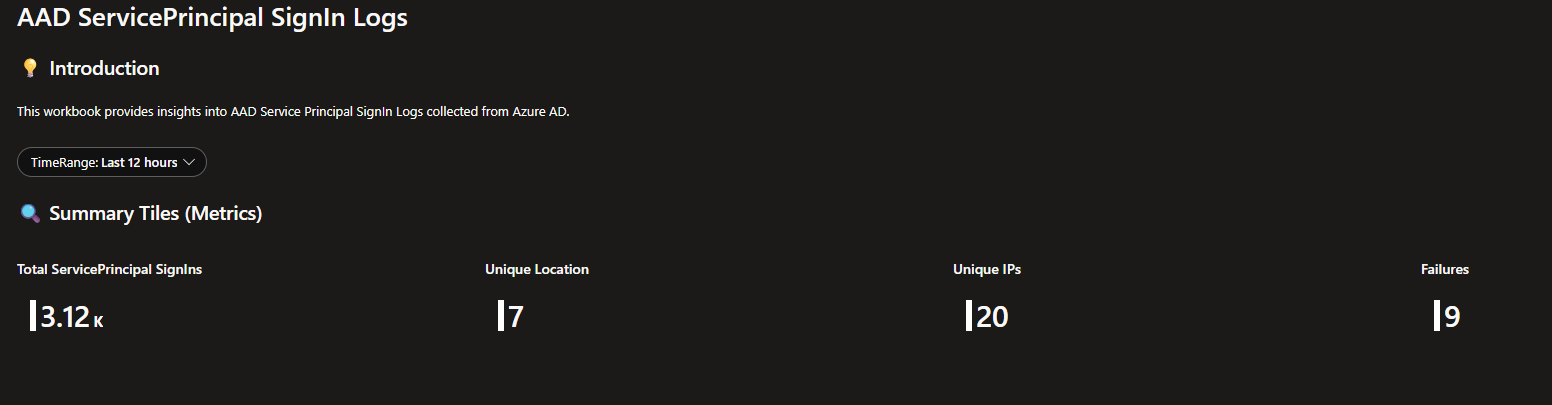 AAD ServicePrincipal SignIn Logs
💡 Introduction
This workbook provides insights into AAD Service Principal SignIn Logs collected from Azure AD.
TimeRange: Last 12 hours
🔍 Summary Tiles (Metrics)
Total ServicePrincipal SignIns
3.12 K
Unique Location
7
Unique IPs
20
Failures
9